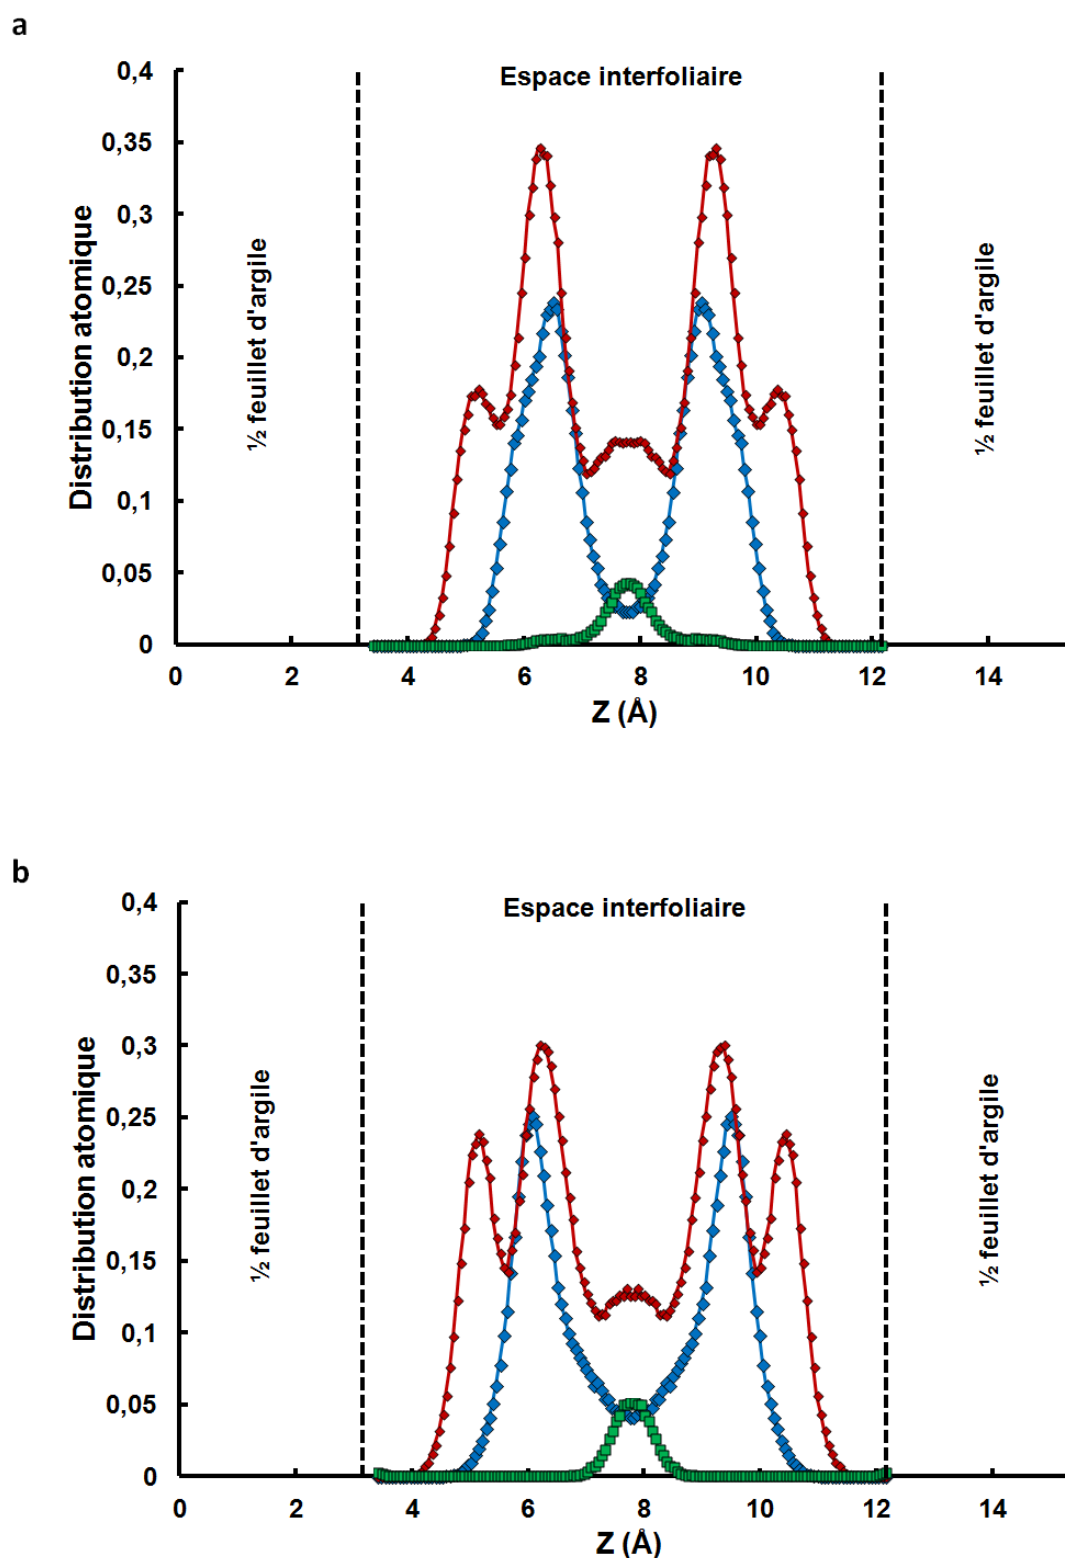 a
Espace interfoliaire
0,4
0,35
0,3
0,25
0,2
0,15
0,1
0,05
0
Distribution atomique
½ feuillet d'argile
½ feuillet d'argile
0 2 4 6 8 10 12 14
Z (Å)
b
Espace interfoliaire
0,4
0,35
0,3
0,25
0,2
0,15
0,1
0,05
0
Distribution atomique
½ feuillet d'argile
½ feuillet d'argile
0 2 4 6 8 10 12 14
Z (Å)